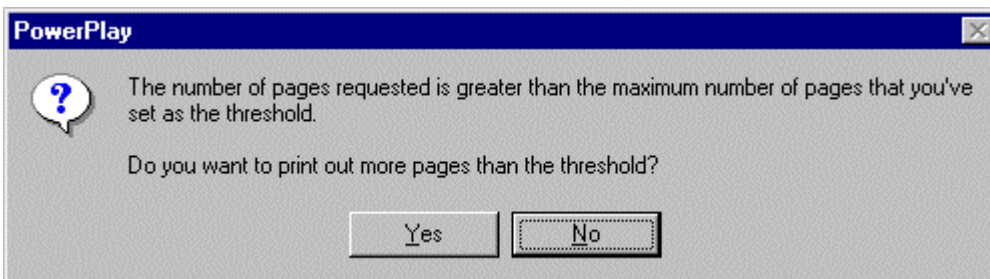 PowerPlay
?
The number of pages requested is greater than the maximum number of pages that you've
set as the threshold.
Do you want to print out more pages than the threshold?
Yes No